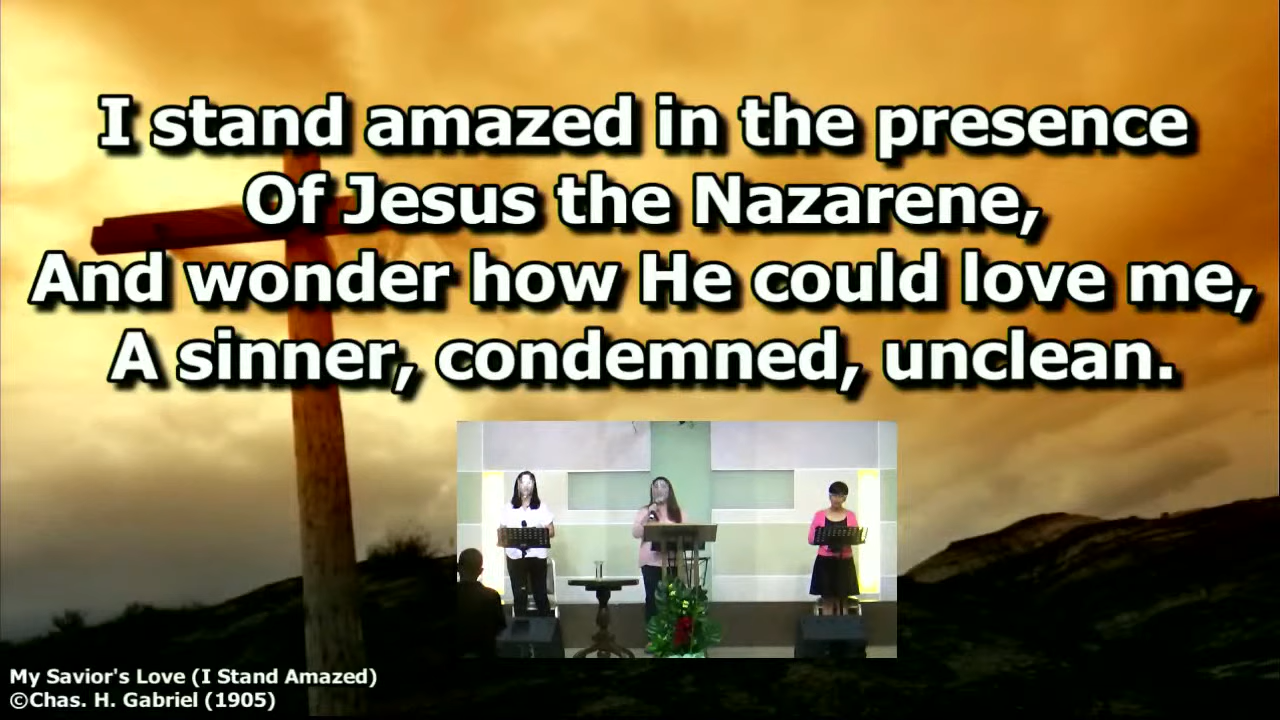 I stand amazed in the presence
Of Jesus the Nazarene,
And wonder how He could love me,
A sinner, condemned, unclean.
My Savior's Love (I Stand Amazed)
©Chas. H. Gabriel (1905)